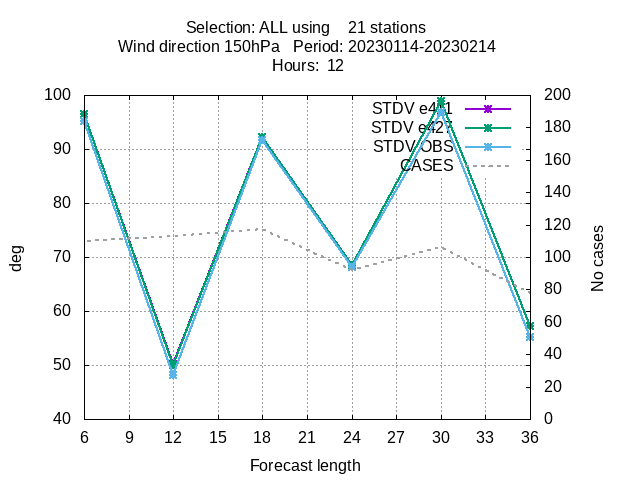 Selection: ALL using 21 stations
Wind direction 150hPa Period: 20230114-20230214
Hours: 12
100 200
STDV
STDV
STDV OBS
CASES
90 180
80 160
70 140
60 120
50 100
40 80
60
40
20
0
deg
No cases
6 9 12 15 18 21 24 27 30 33 36
Forecast length